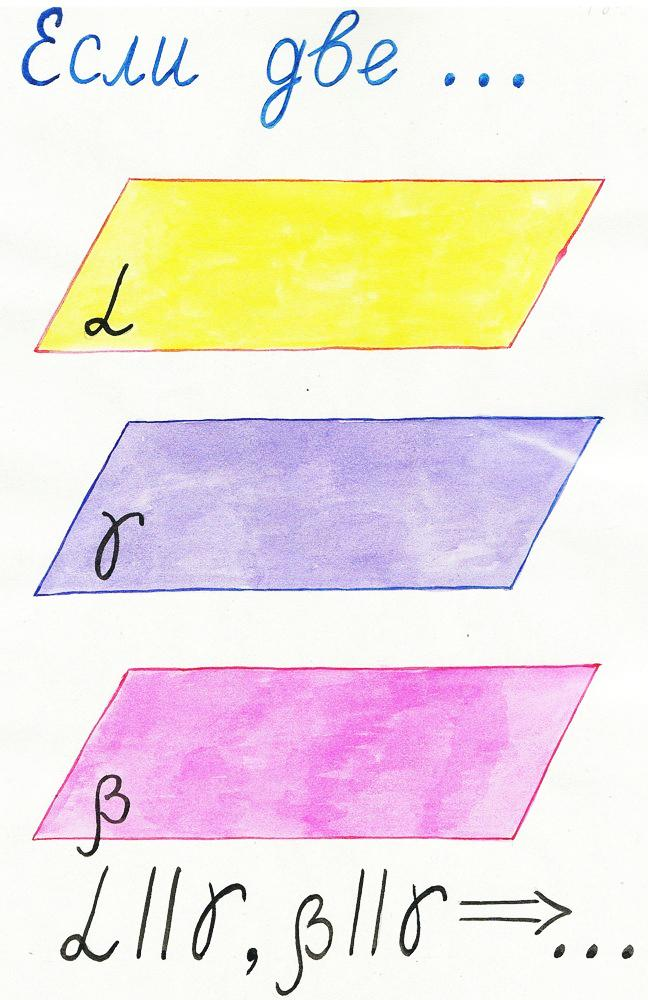 Если две ...
α
γ
β
α || γ, β || γ ⇒ ...